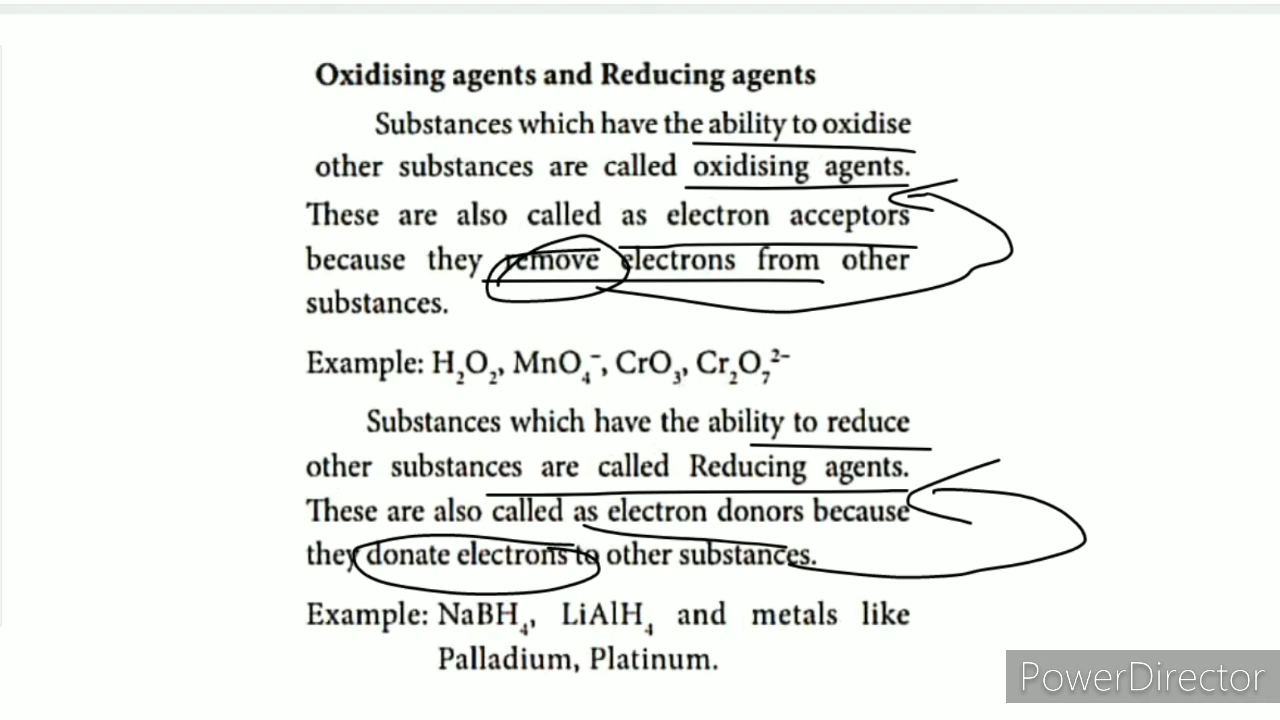 Oxidising agents and Reducing agents
Substances which have the ability to oxidise
other substances are called oxidising agents.
These are also called as electron acceptors
because they remove electrons from other
substances.
Example: H₂O₂, MnO₄⁻, CrO₃, Cr₂O₇²⁻
Substances which have the ability to reduce
other substances are called Reducing agents.
These are also called as electron donors because
they donate electrons to other substances.
Example: NaBH₄, LiAlH₄ and metals like
Palladium, Platinum.
PowerDirector